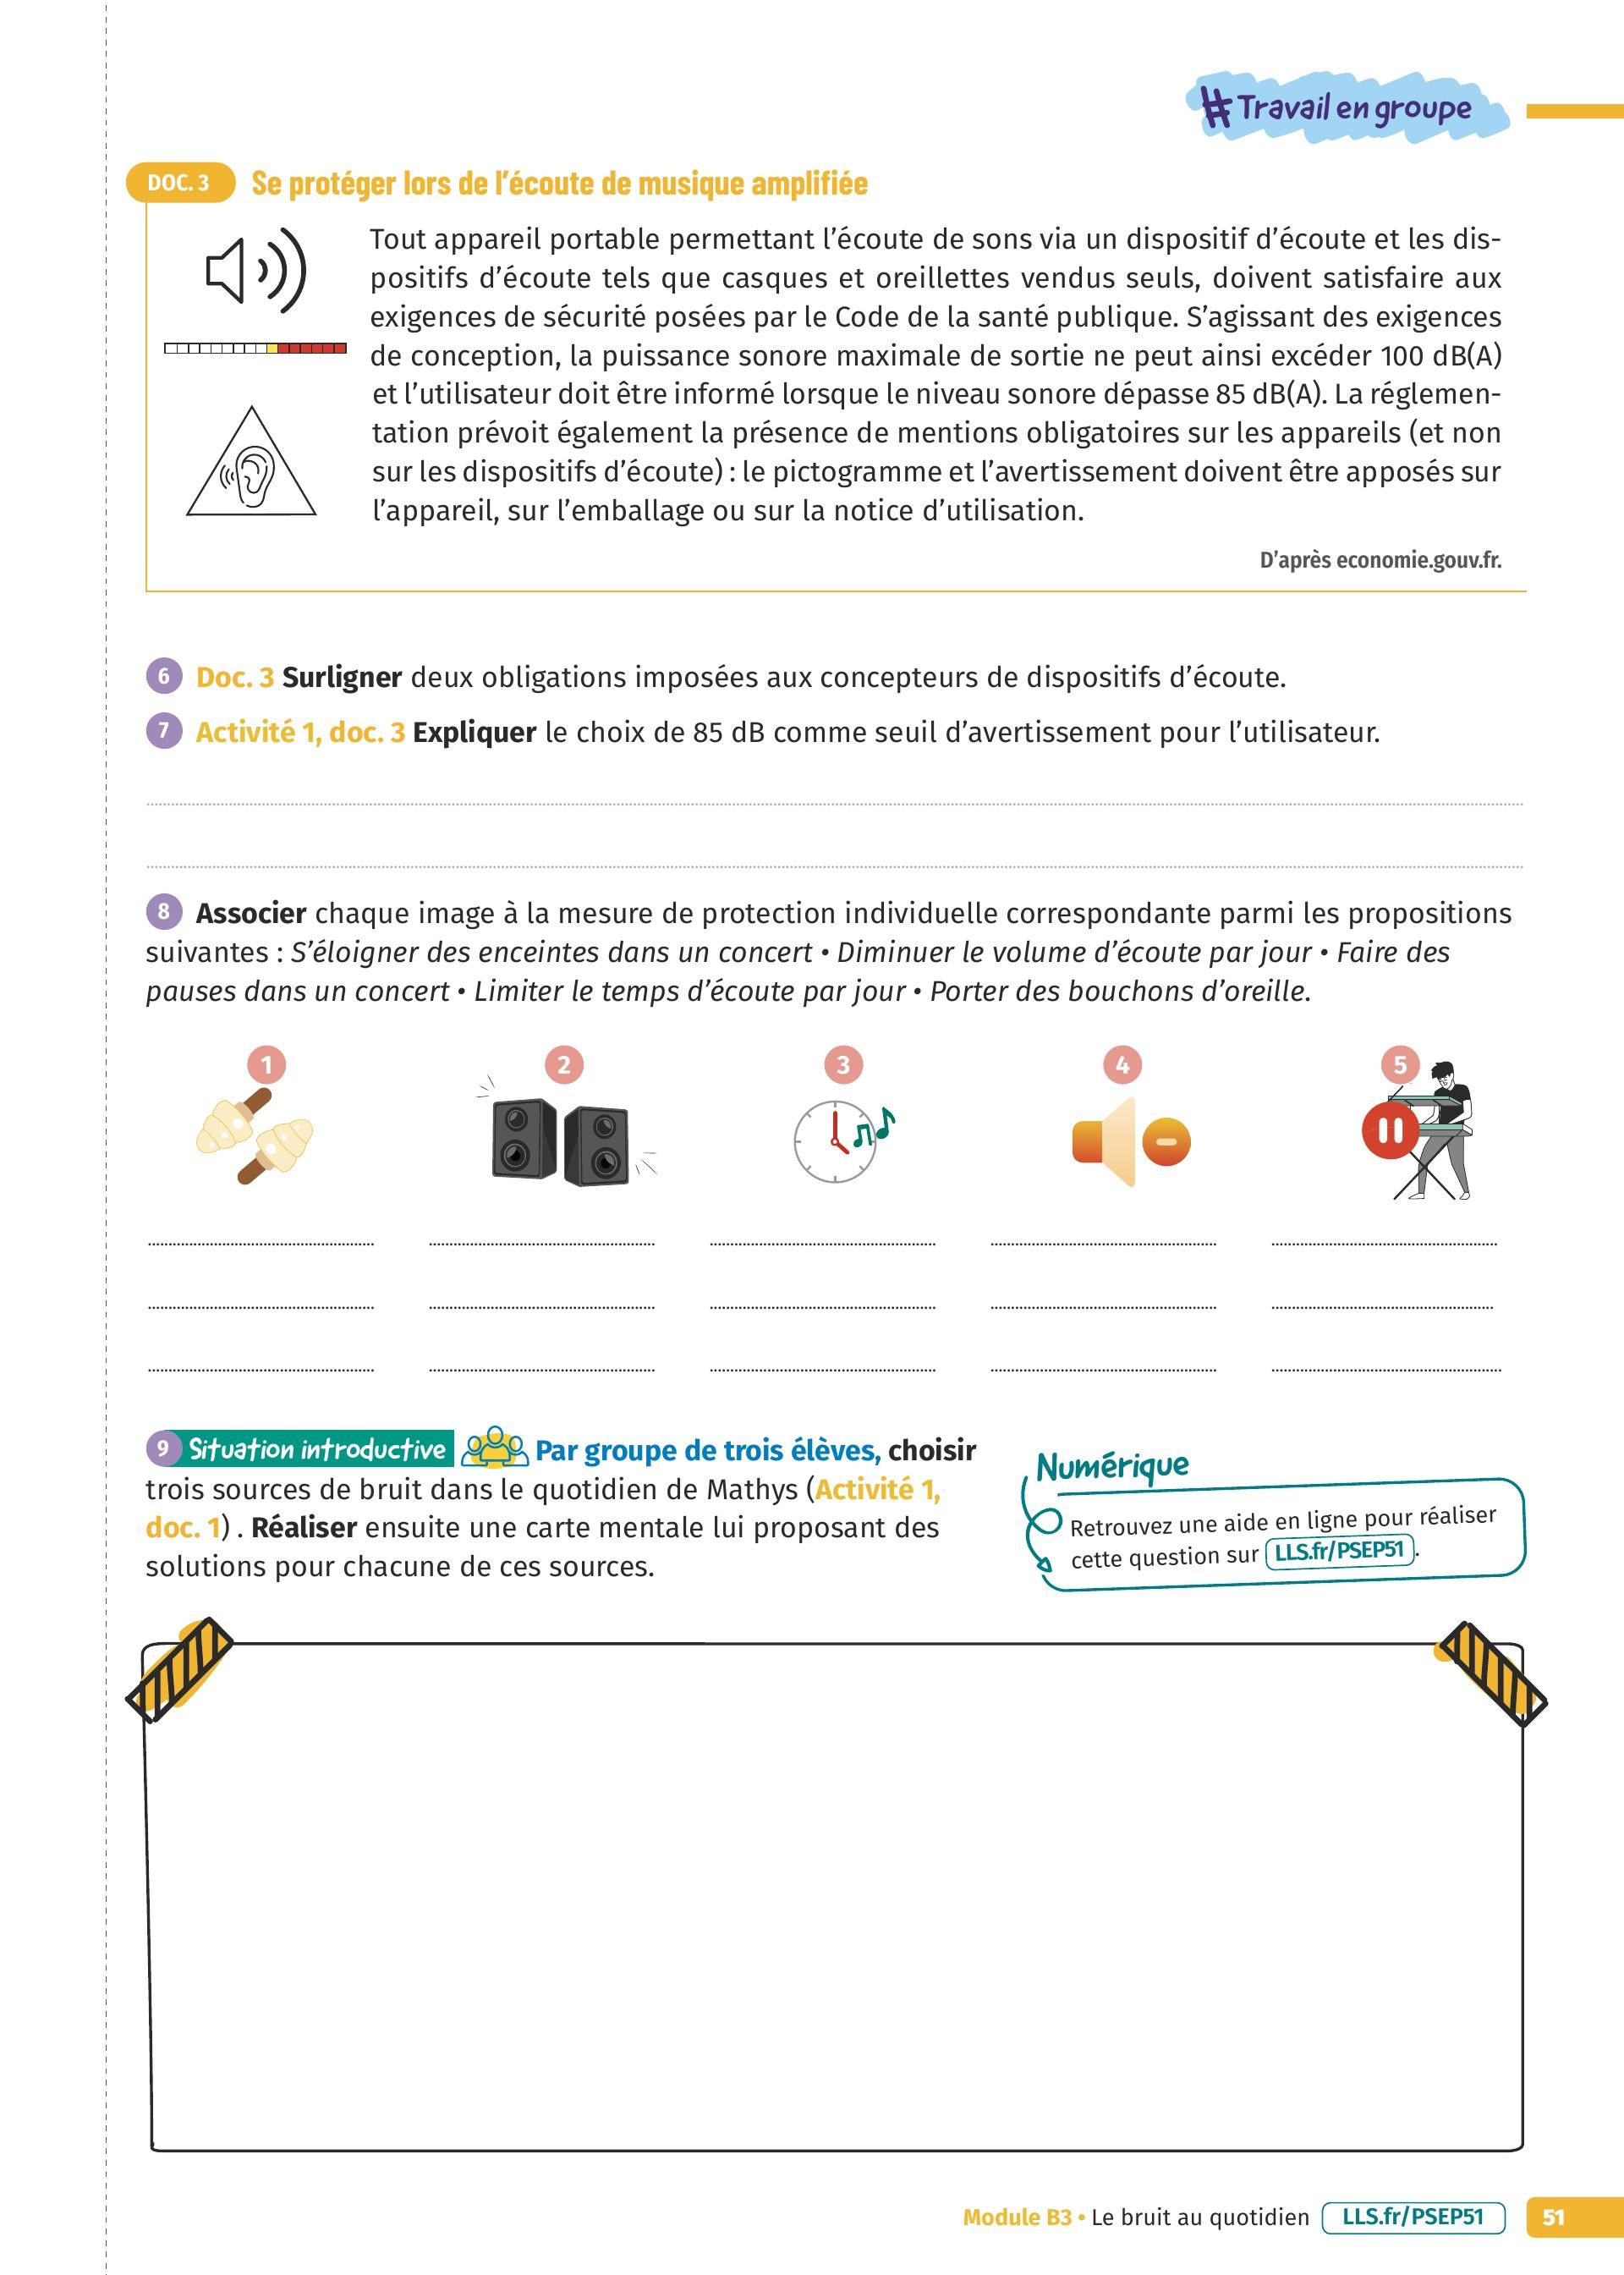 #Travail en groupe
DOC. 3 Se protéger lors de l’écoute de musique amplifiée
Tout appareil portable permettant l’écoute de sons via un dispositif d’écoute et les dis-
positifs d’écoute tels que casques et oreillettes vendus seuls, doivent satisfaire aux
exigences de sécurité posées par le Code de la santé publique. S’agissant des exigences
de conception, la puissance sonore maximale de sortie ne peut ainsi excéder 100 dB(A)
et l’utilisateur doit être informé lorsque le niveau sonore dépasse 85 dB(A). La réglemen-
tation prévoit également la présence de mentions obligatoires sur les appareils (et non
sur les dispositifs d’écoute) : le pictogramme et l’avertissement doivent être apposés sur
l’appareil, sur l’emballage ou sur la notice d’utilisation.
D’après economie.gouv.fr.
6 Doc. 3 Surligner deux obligations imposées aux concepteurs de dispositifs d’écoute.
7 Activité 1, doc. 3 Expliquer le choix de 85 dB comme seuil d’avertissement pour l’utilisateur.
8 Associer chaque image à la mesure de protection individuelle correspondante parmi les propositions
suivantes : S’éloigner des enceintes dans un concert • Diminuer le volume d’écoute par jour • Faire des
pauses dans un concert • Limiter le temps d’écoute par jour • Porter des bouchons d’oreille.
1 2 3 4 5
9 Situation introductive Par groupe de trois élèves, choisir
trois sources de bruit dans le quotidien de Mathys (Activité 1,
doc. 1) . Réaliser ensuite une carte mentale lui proposant des
solutions pour chacune de ces sources.
Numérique
Retrouvez une aide en ligne pour réaliser
cette question sur LLS.fr/PSEP51.
Module B3 • Le bruit au quotidien LLS.fr/PSEP51 51